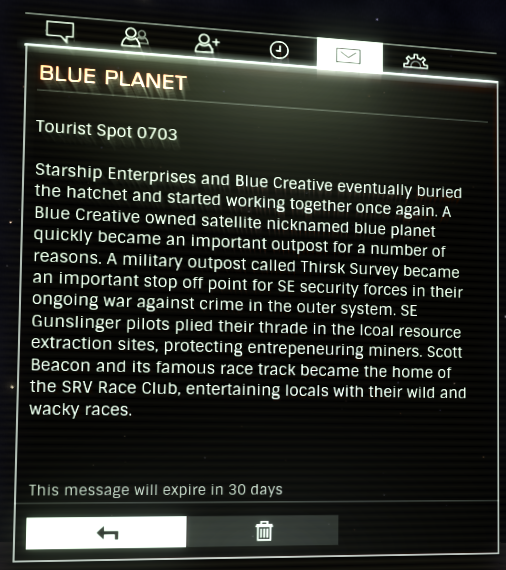 BLUE PLANET
Tourist Spot 0703
Starship Enterprises and Blue Creative eventually buried
the hatchet and started working together once again. A
Blue Creative owned satellite nicknamed blue planet
quickly became an important outpost for a number of
reasons. A military outpost called Thirsk Survey became
an important stop off point for SE security forces in their
ongoing war against crime in the outer system. SE
Gunslinger pilots plied their thrade in the Icoal resource
extraction sites, protecting entrepeneuring miners. Scott
Beacon and its famous race track became the home of
the SRV Race Club, entertaining locals with their wild and
wacky races.
This message will expire in 30 days